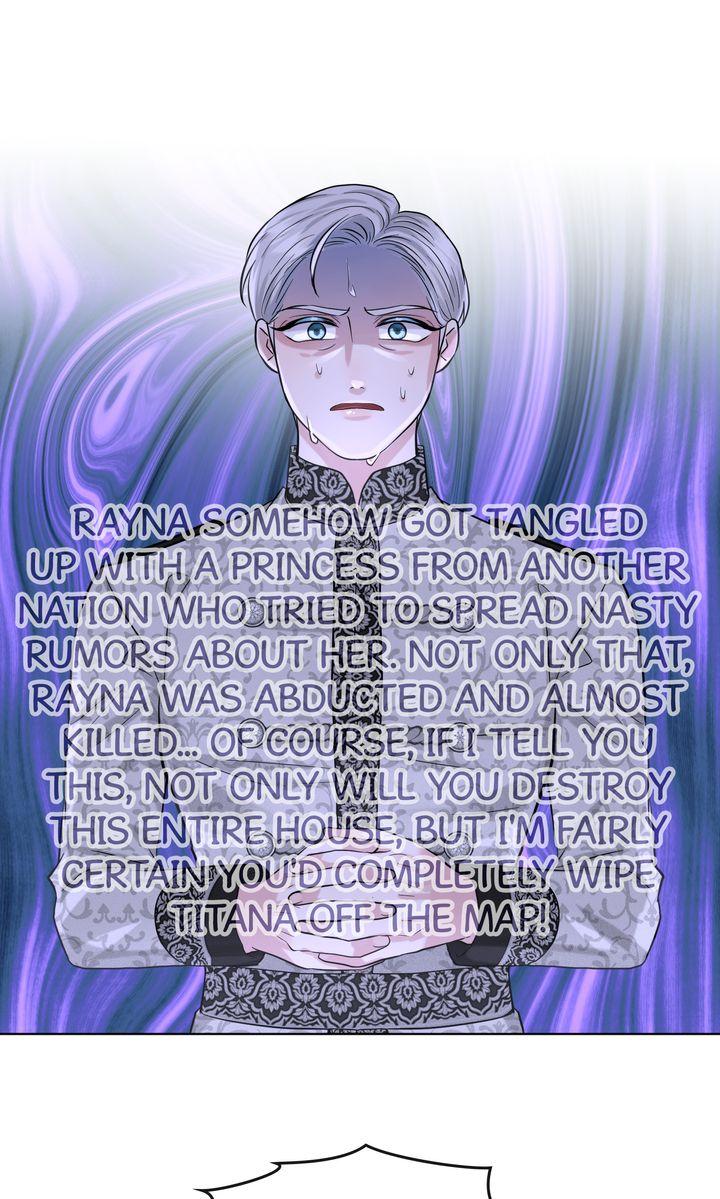 RAYNA SOMEHOW GOT TANGLED
UP WITH A PRINCESS FROM ANOTHER
NATION WHO TRIED TO SPREAD NASTY
RUMORS ABOUT HER. NOT ONLY THAT,
RAYNA WAS ABDUCTED AND ALMOST
KILLED... OF COURSE, IF I TELL YOU
THIS, NOT ONLY WILL YOU DESTROY
THIS ENTIRE HOUSE, BUT I'M FAIRLY
CERTAIN YOU'D COMPLETELY WIPE
TITANA OFF THE MAP!